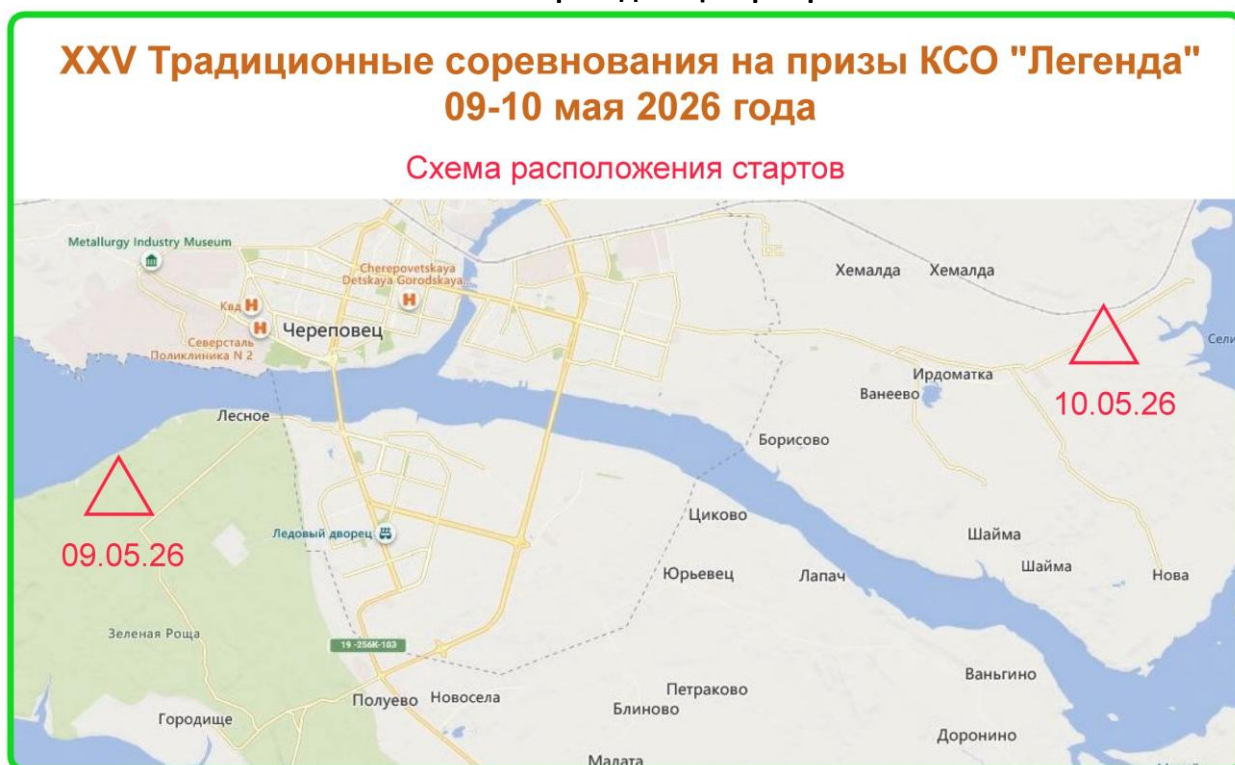 XXV Традиционные соревнования на призы КСО "Легенда"
09-10 мая 2026 года
Схема расположения стартов
Metallurgy Industry Museum
Cherepovetskaya
Detskaya Gorodskaya...
Хемалда
Хемалда
Квд
Череповец
Северсталь
Поликлиника N 2
Ирдоматка
Ванеево
10.05.26
Лесное
Борисово
Циково
Ледовый дворец
09.05.26
Шайма
Шайма
Юрьевец
Лапач
Нова
Зеленая Роща
19 -256К-103
Ваньгино
Полуево
Новосела
Петраково
Блиново
Городище
Доронино
Малата